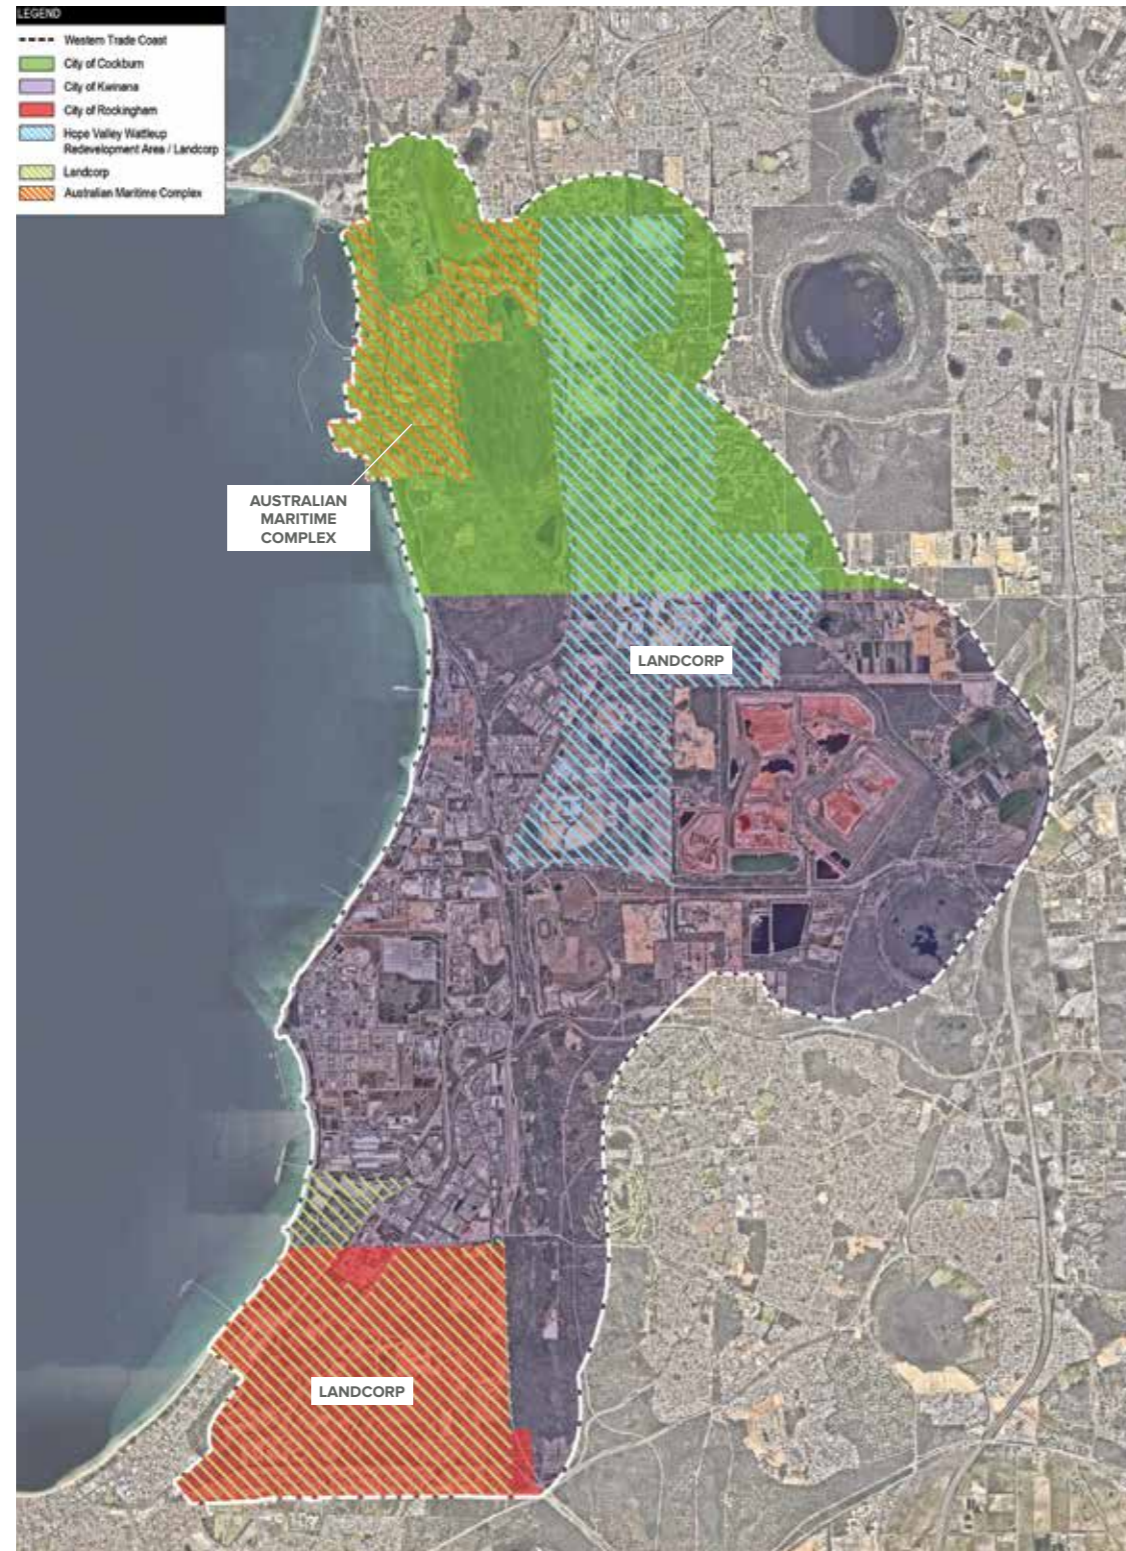 LEGEND
Western Trade Coast
City of Cockburn
City of Kwinana
City of Rockingham
Hope Valley Wattleup
Redevelopment Area / Landcorp
Landcorp
Australian Maritime Complex
AUSTRALIAN
MARITIME
COMPLEX
LANDCORP
LANDCORP